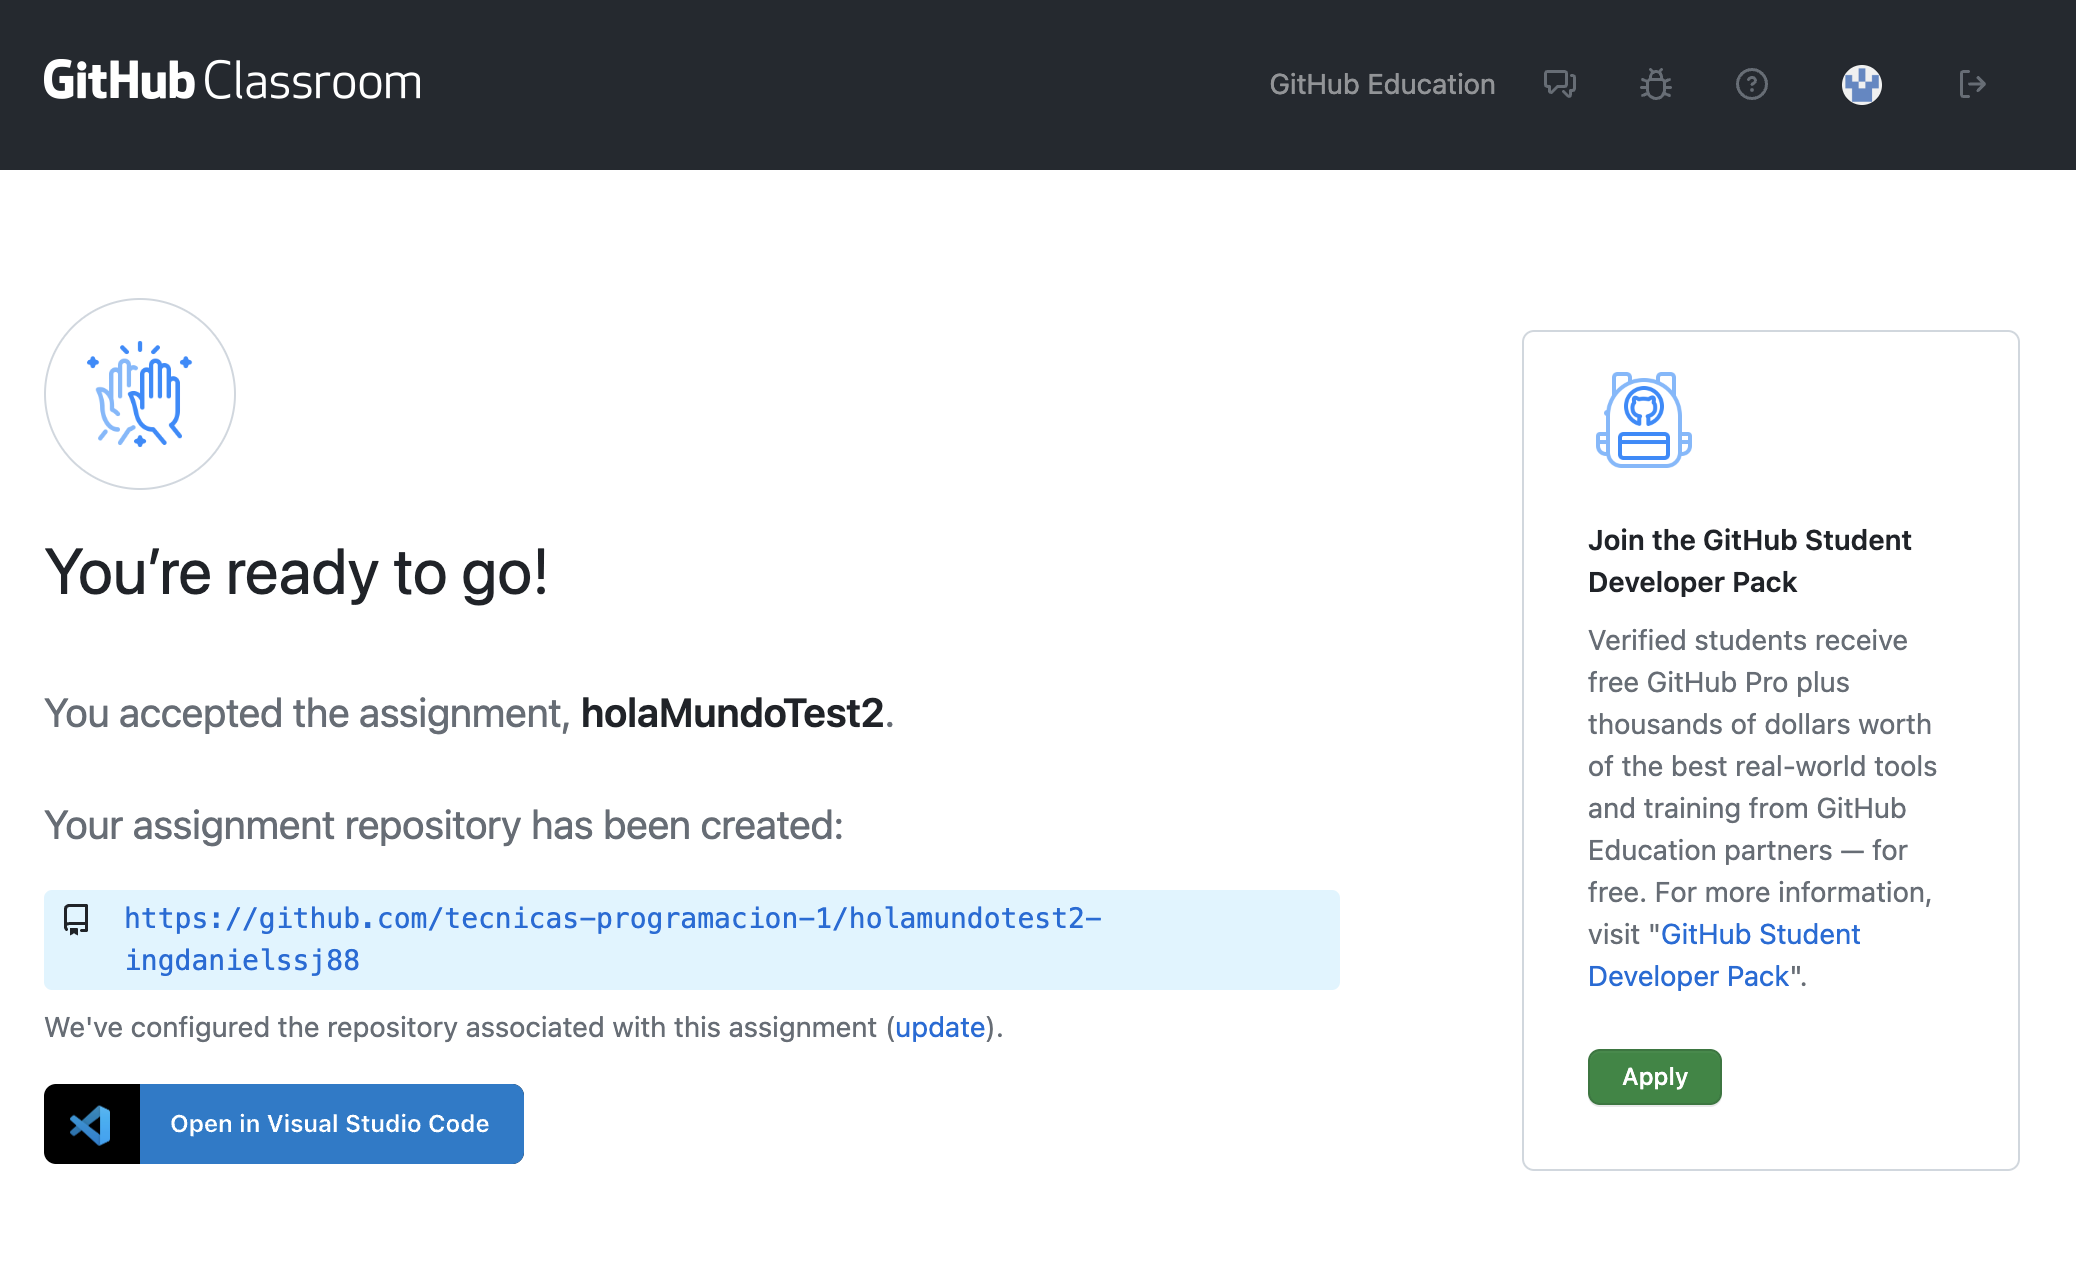 GitHub Classroom
GitHub Education
You’re ready to go!
You accepted the assignment, holaMundoTest2.
Your assignment repository has been created:
https://github.com/tecnicas-programacion-1/holamundotest2-
ingdanielssj88
We've configured the repository associated with this assignment (update).
Open in Visual Studio Code
Join the GitHub Student
Developer Pack
Verified students receive
free GitHub Pro plus
thousands of dollars worth
of the best real-world tools
and training from GitHub
Education partners — for
free. For more information,
visit "GitHub Student
Developer Pack".
Apply